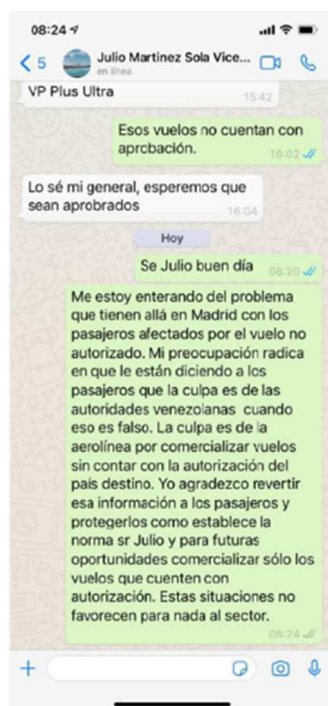 08:24
5
Julio Martinez Sola Vice...
en línea
VP Plus Ultra
15:42
Esos vuelos no cuentan con
aprcbación.
16:02
Lo sé mi general, esperemos que
sean aprobrados
16:04
Hoy
Se Julio buen día
08:20
Me estoy enterando del problema
que tienen allá en Madrid con los
pasajeros afectados por el vuelo no
autorizado. Mi preocupación radica
en que le están diciendo a los
pasajeros que la culpa es de las
autoridades venezolanas cuando
eso es falso. La culpa es de la
aerolínea por comercializar vuelos
sin contar con la autorización del
país destino. Yo agradezco revertir
esa información a los pasajeros y
protegerlos como establece la
norma sr Julio y para futuras
oportunidades comercializar sólo los
vuelos que cuenten con
autorización. Estas situaciones no
favorecen para nada al sector.
08:24